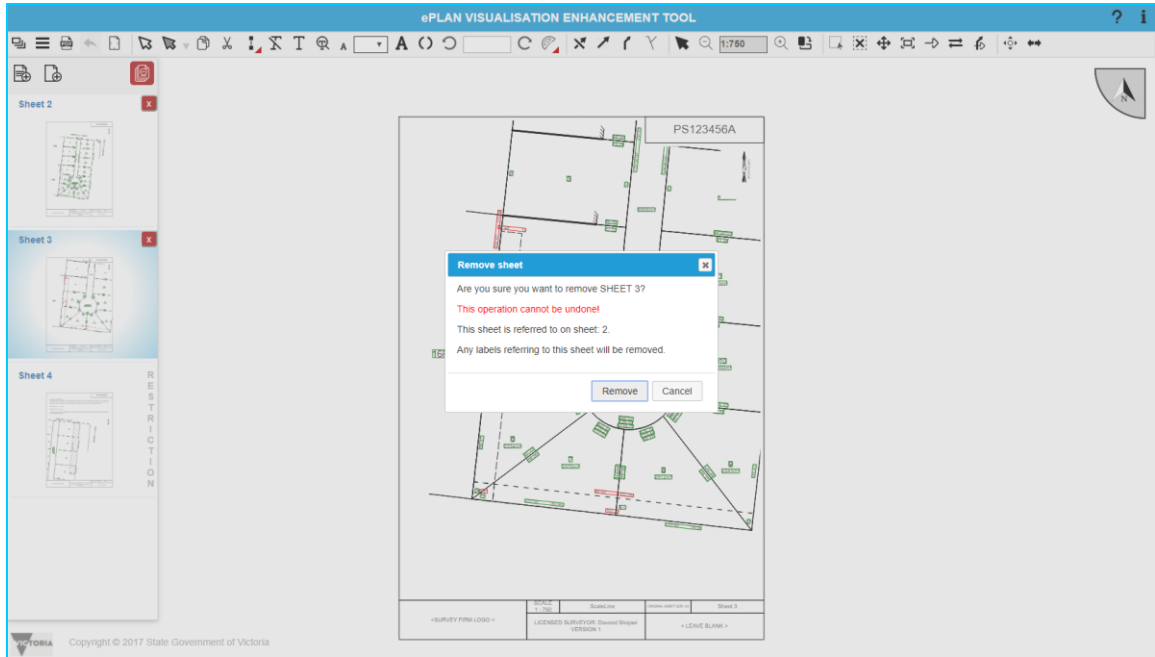 ePLAN VISUALISATION ENHANCEMENT TOOL
? i
A A 1:750
Sheet 2 x
PS123456A
N
Sheet 3 x
Remove sheet
Are you sure you want to remove SHEET 3?
This operation cannot be undone!
This sheet is referred to on sheet: 2.
Any labels referring to this sheet will be removed.
Remove Cancel
Sheet 4
RESTRICTION
SCALE
1 : 750
ScaleLine
Sheet 3
<SURVEY FIRM LOGO>
LICENSED SURVEYOR:
VERSION 1
< LEAVE BLANK >
VICTORIA
Copyright © 2017 State Government of Victoria